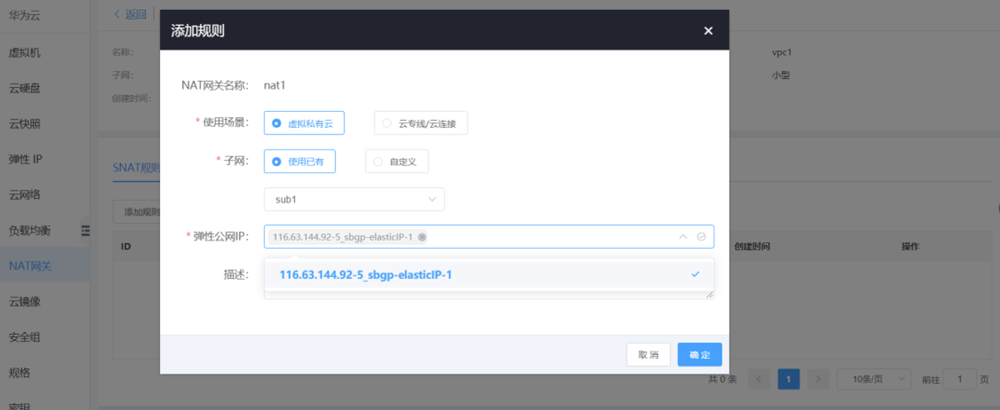 华为云
返回
添加规则
虚拟机
名称：
vpc1
子网：
小型
NAT网关名称： nat1
云硬盘
创建时间：
* 使用场景： 虚拟私有云 云专线/云连接
云快照
* 子网： 使用已有 自定义
弹性 IP
SNAT规则
云网络
sub1
添加规则
负载均衡
* 弹性公网IP： 116.63.144.92-5_sbgp-elasticIP-1
ID
创建时间
操作
NAT网关
描述： 116.63.144.92-5_sbgp-elasticIP-1
云镜像
安全组
取 消
确 定
规格
共 0 条
1
10条/页
前往 1 页
密钥